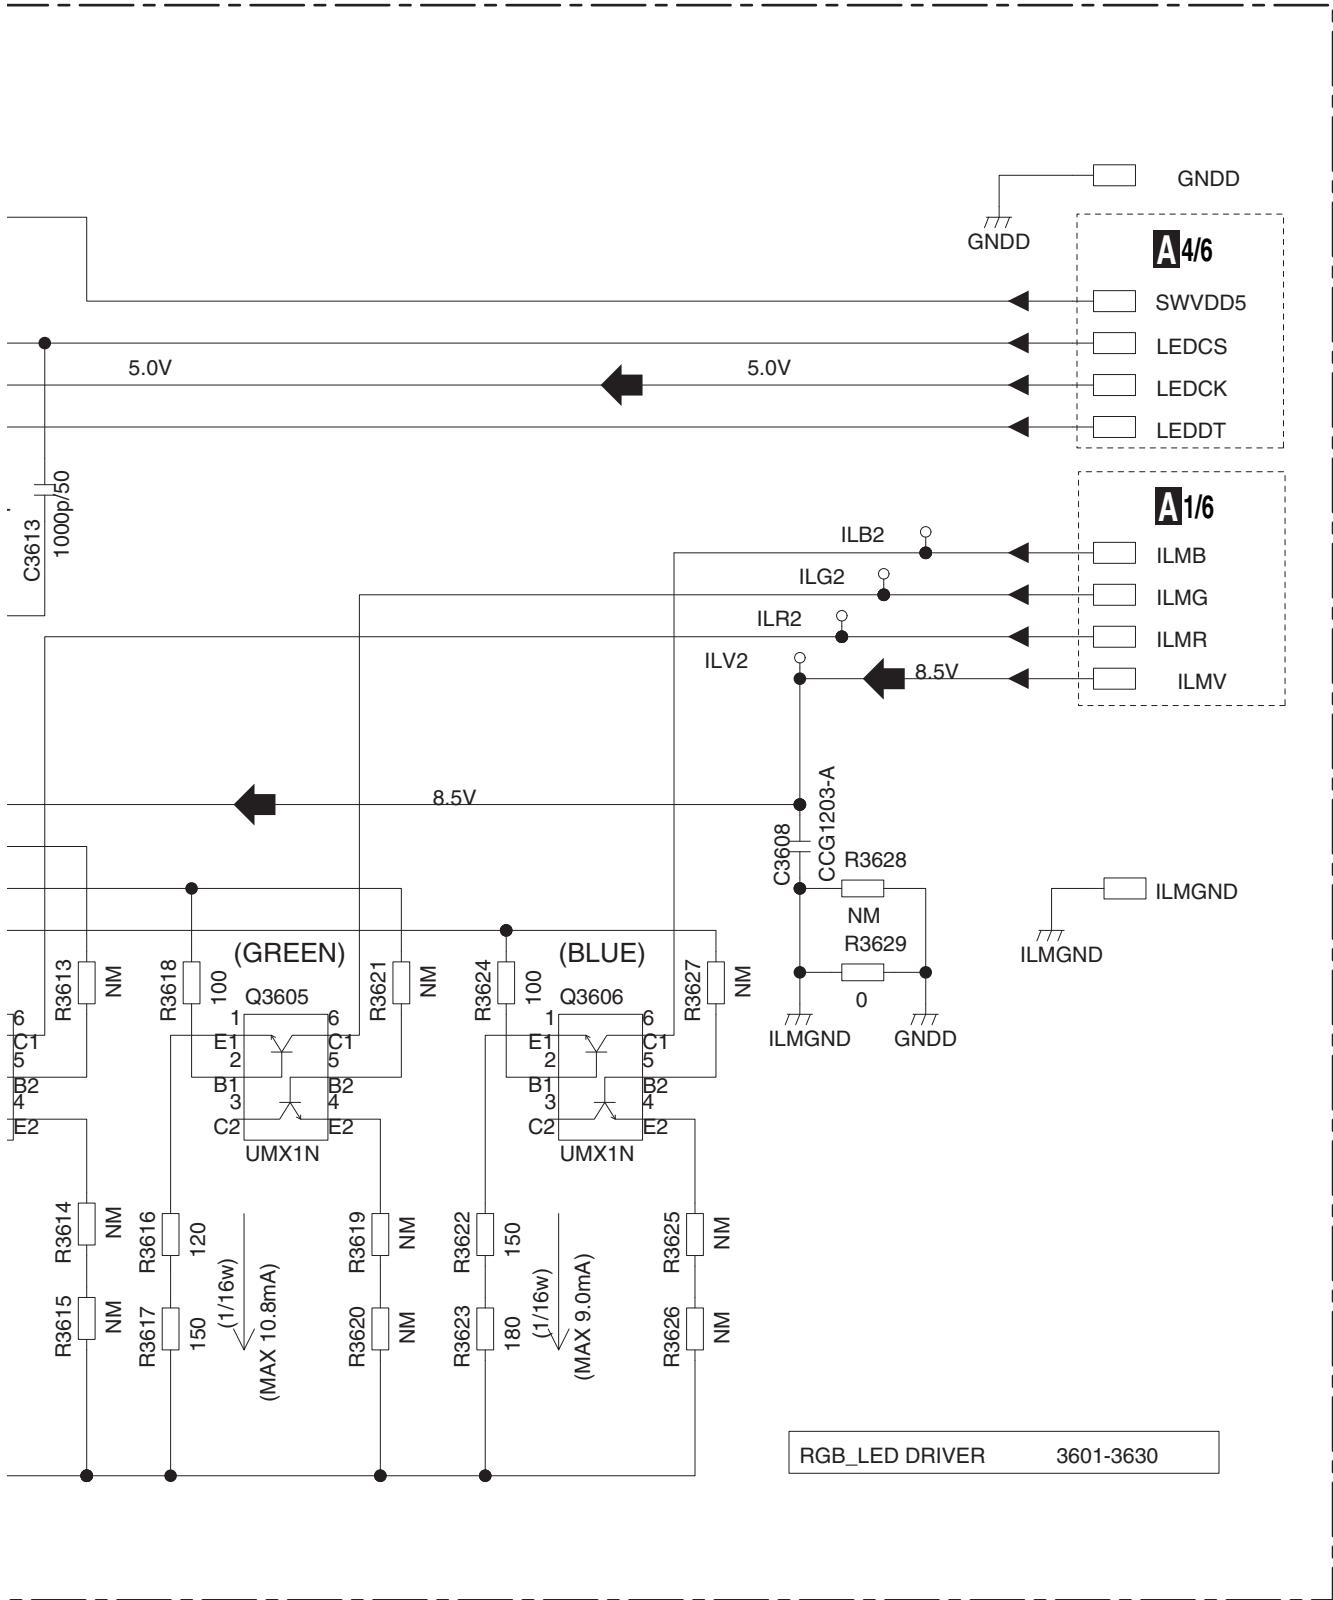 GNDD
GNDD
A 4/6
SWVDD5
LEDCS
5.0V
5.0V
LEDCK
LEDDT
C3613
1000p/50
A 1/6
ILB2
ILMB
ILG2
ILMG
ILR2
ILMR
ILV2
8.5V
ILMV
8.5V
C3608
CCG1203-A
R3628
NM
ILMGND
ILMGND
R3629
0
ILMGND
GNDD
R3613
NM
R3618
100
(GREEN)
Q3605
R3621
NM
R3624
100
(BLUE)
Q3606
R3627
NM
6
C1
5
B2
4
E2
1
E1
2
B1
3
C2
6
C1
5
B2
4
E2
UMX1N
1
E1
2
B1
3
C2
6
C1
5
B2
4
E2
UMX1N
R3614
NM
R3616
120
R3619
NM
R3622
150
R3625
NM
R3615
NM
R3617
150
(1/16w)
(MAX 10.8mA)
R3620
NM
R3623
180
(1/16w)
(MAX 9.0mA)
R3626
NM
RGB_LED DRIVER 3601-3630